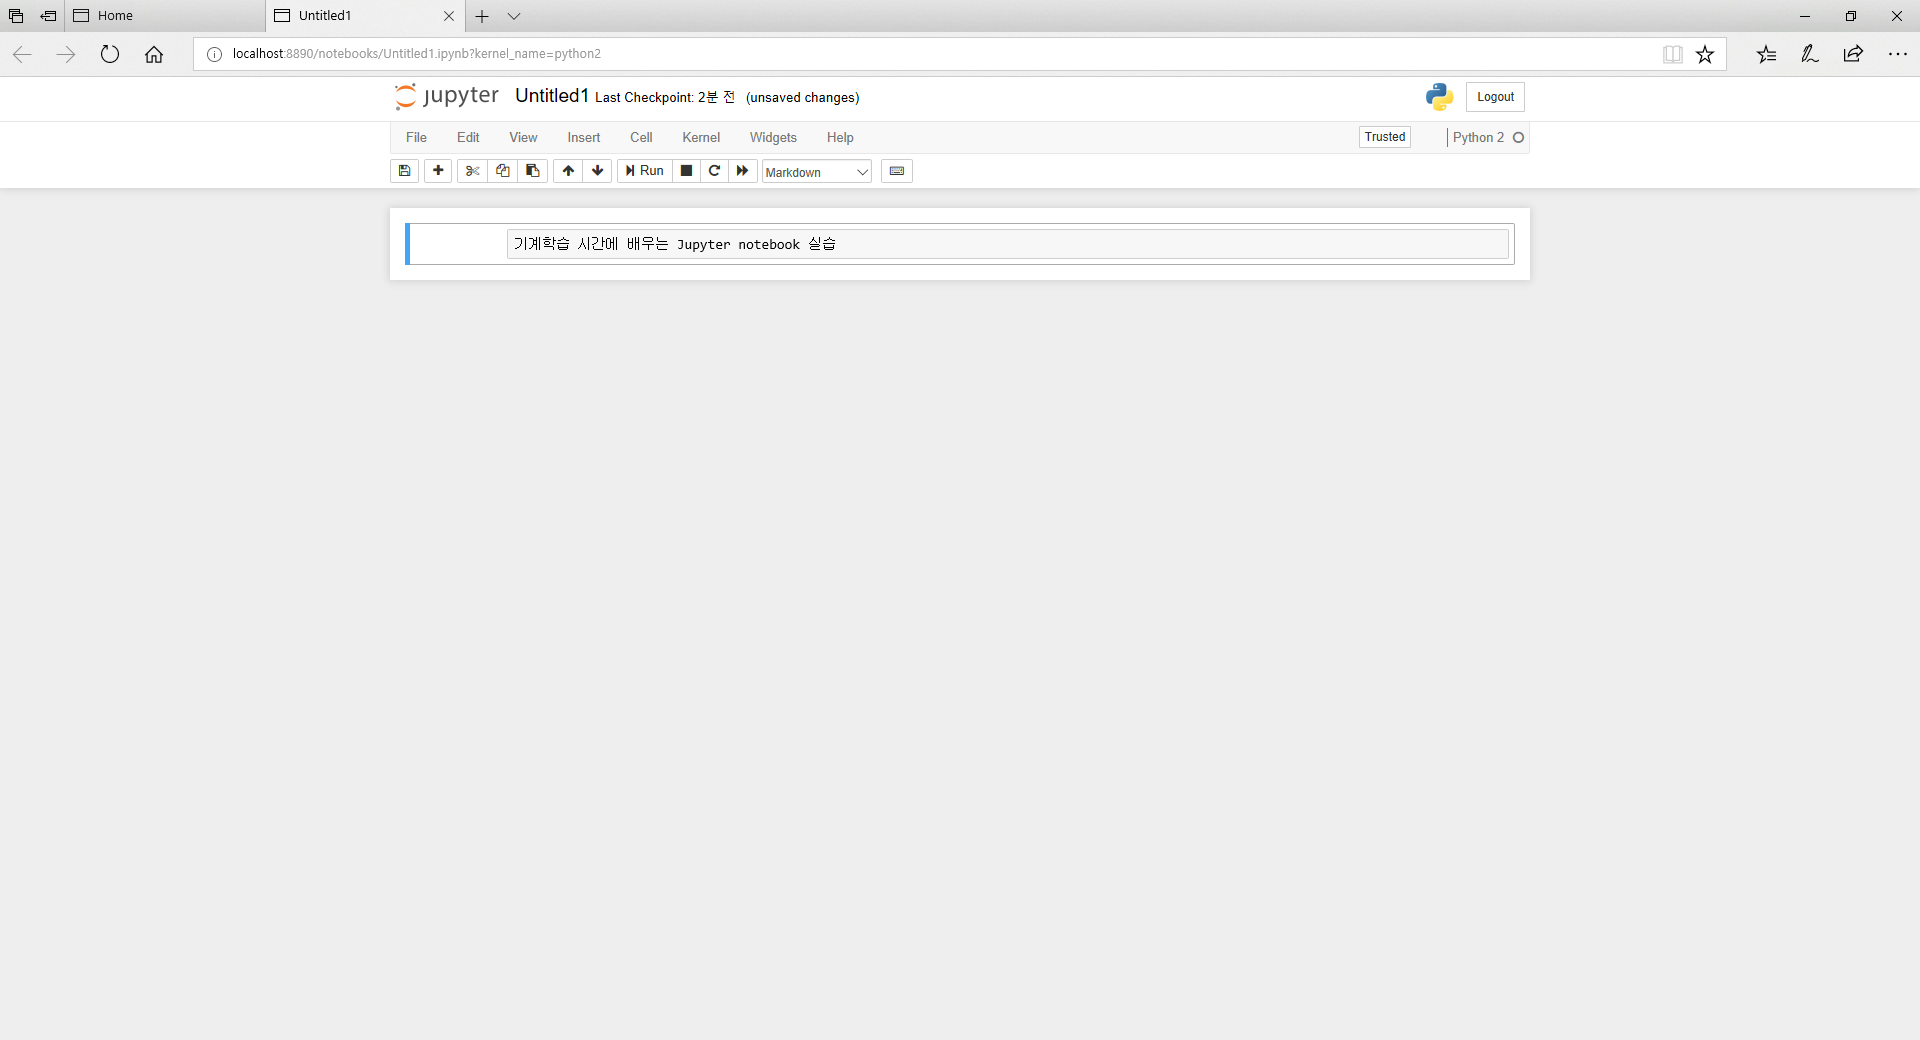 Home
Untitled1
localhost:8890/notebooks/Untitled1.ipynb?kernel_name=python2
jupyter Untitled1 Last Checkpoint: 2분 전 (unsaved changes)
Logout
File Edit View Insert Cell Kernel Widgets Help
Trusted
Python 2
Run
Markdown
기계학습 시간에 배우는 Jupyter notebook 실습